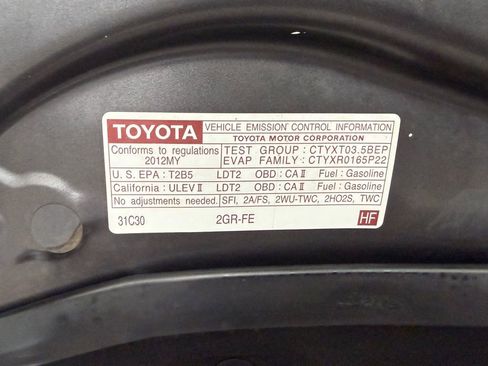 TOYOTA VEHICLE EMISSION CONTROL INFORMATION
TOYOTA MOTOR CORPORATION
Conforms to regulations TEST GROUP : CTYXT03.5BEP
2012MY EVAP FAMILY : CTYXR0165P22
U. S. EPA : T2B5 LDT2 OBD : CA II Fuel : Gasoline
California : ULEV II LDT2 OBD : CA II Fuel : Gasoline
No adjustments needed. SFI, 2A/FS, 2WU-TWC, 2HO2S, TWC
31C30 2GR-FE HF